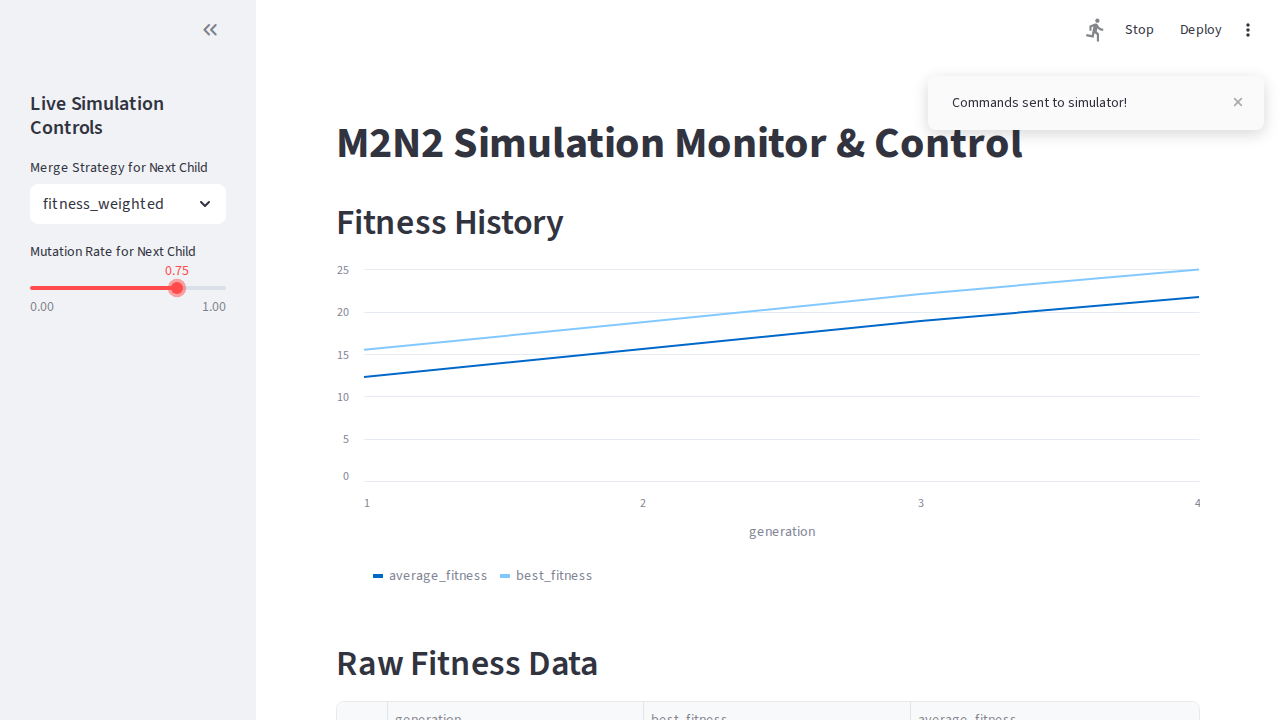 Stop
Deploy
Commands sent to simulator!
Live Simulation
Controls
Merge Strategy for Next Child
fitness_weighted
Mutation Rate for Next Child
0.75
0.00
1.00
M2N2 Simulation Monitor & Control
Fitness History
25
20
15
10
5
0
1
2
3
4
generation
average_fitness
best_fitness
Raw Fitness Data
generation
best_fitness
average_fitness